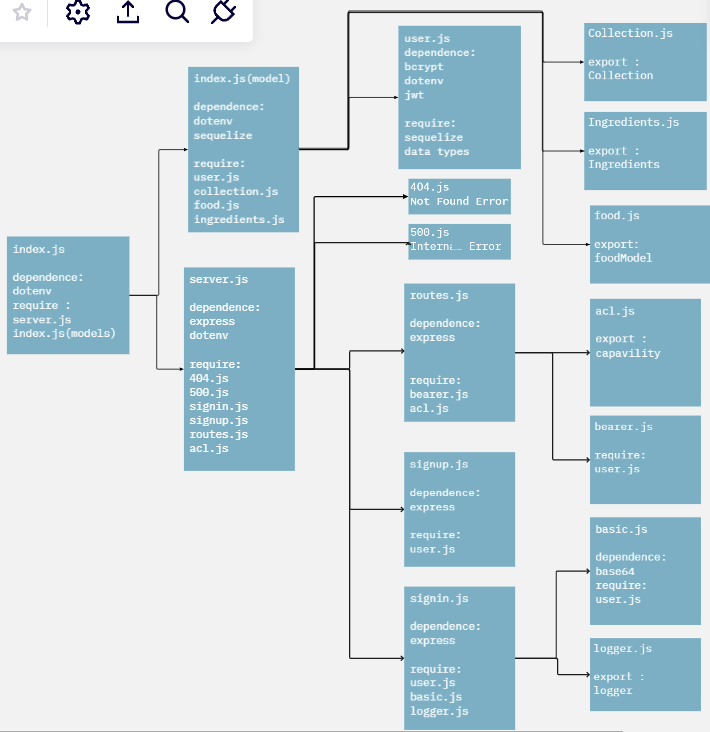 index.js
dependence:
dotenv
require :
server.js
index.js(models)
index.js(model)
dependence:
dotenv
sequelize
require:
user.js
collection.js
food.js
ingredients.js
server.js
dependence:
express
dotenv
require:
404.js
500.js
signin.js
signup.js
routes.js
acl.js
user.js
dependence:
bcrypt
dotenv
jwt
require:
sequelize
data types
404.js
Not Found Error
500.js
Error
routes.js
dependence:
express
require:
bearer.js
acl.js
signup.js
dependence:
express
require:
user.js
signin.js
dependence:
express
require:
user.js
basic.js
logger.js
Collection.js
export :
Collection
Ingredients.js
export :
Ingredients
food.js
export:
foodModel
acl.js
export :
capavility
bearer.js
require:
user.js
basic.js
dependence:
base64
require:
user.js
logger.js
export :
logger